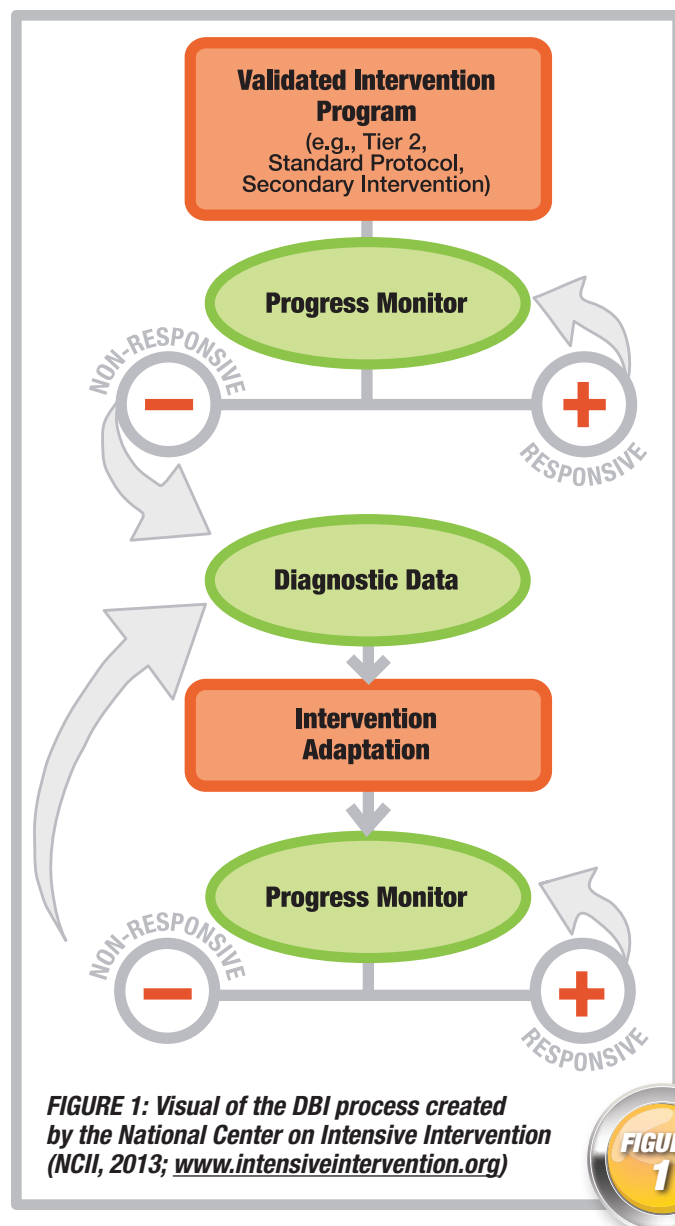 Validated Intervention
Program
(e.g., Tier 2,
Standard Protocol,
Secondary Intervention)
Progress Monitor
NON-RESPONSIVE
RESPONSIVE
Diagnostic Data
Intervention
Adaptation
Progress Monitor
NON-RESPONSIVE
RESPONSIVE
FIGURE 1: Visual of the DBI process created
by the National Center on Intensive Intervention
(NCII, 2013; www.intensiveintervention.org)
1